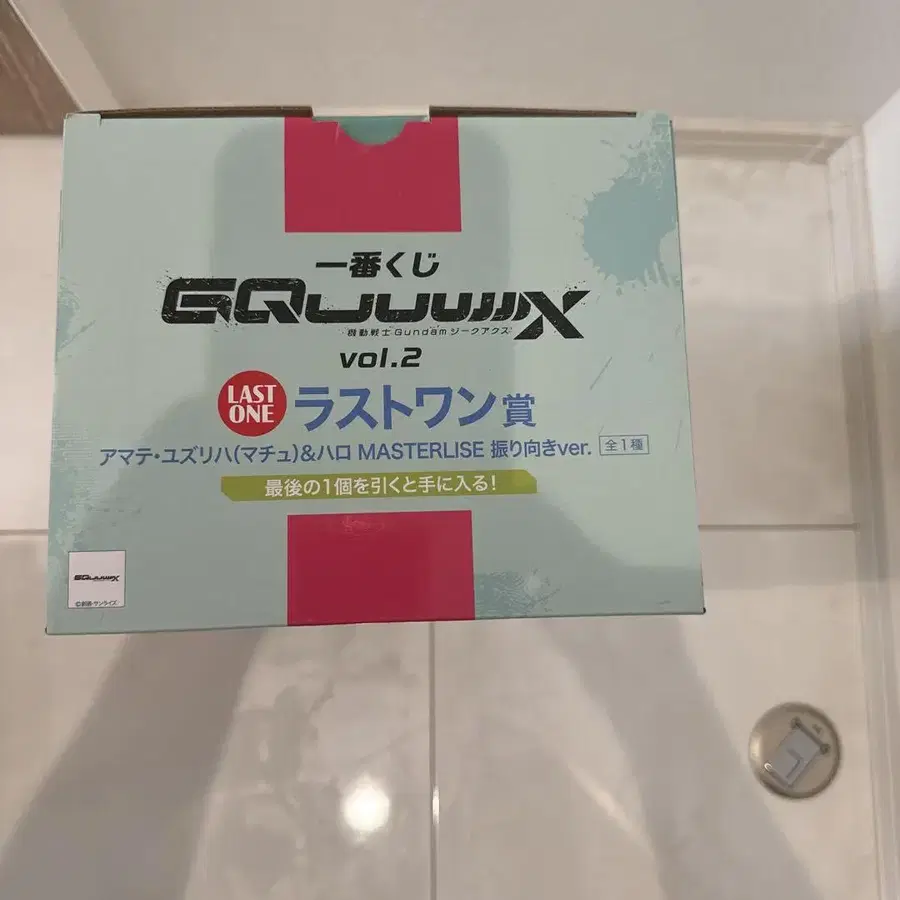 一番くじ
GQuuuuuuX
機動戦士Gundamジークアクス
vol.2
LAST
ONE
ラストワン賞
アマテ・ユズリハ(マチュ)&ハロ MASTERLISE 振り向きver. 全1種
最後の1個を引くと手に入る!
GQuuuuuuX
©創通・サンライズ